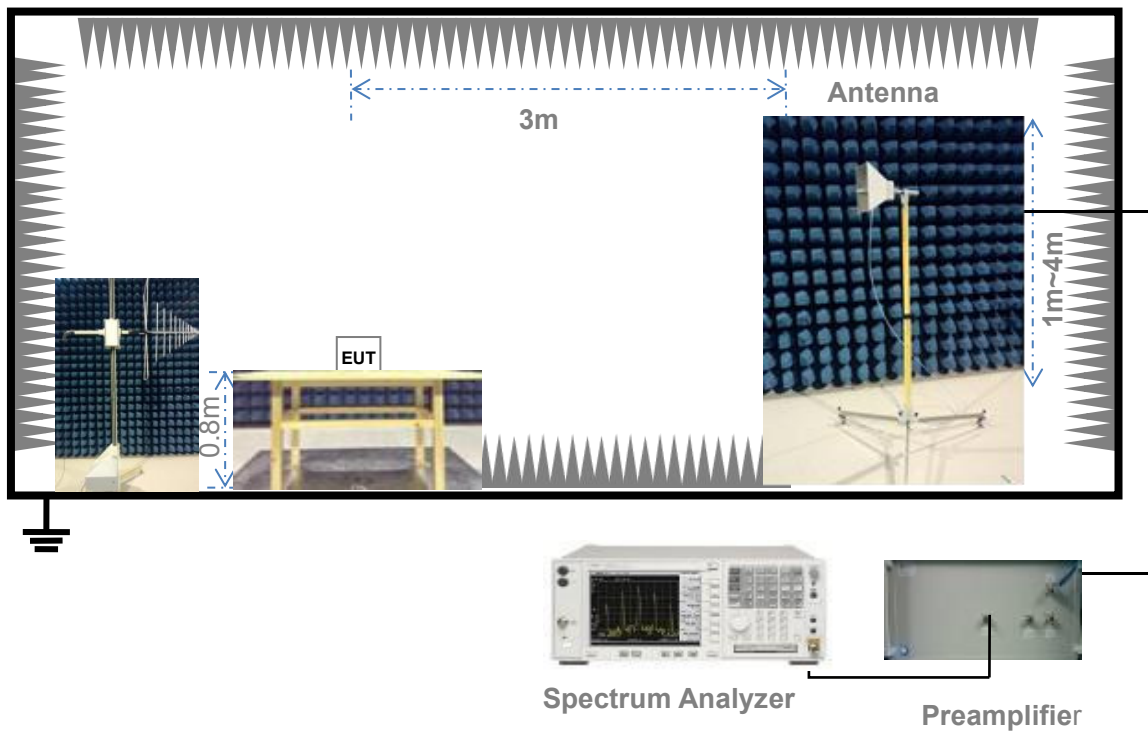 Antenna
3m
1m~4m
EUT
0.8m
Spectrum Analyzer
Preamplifier